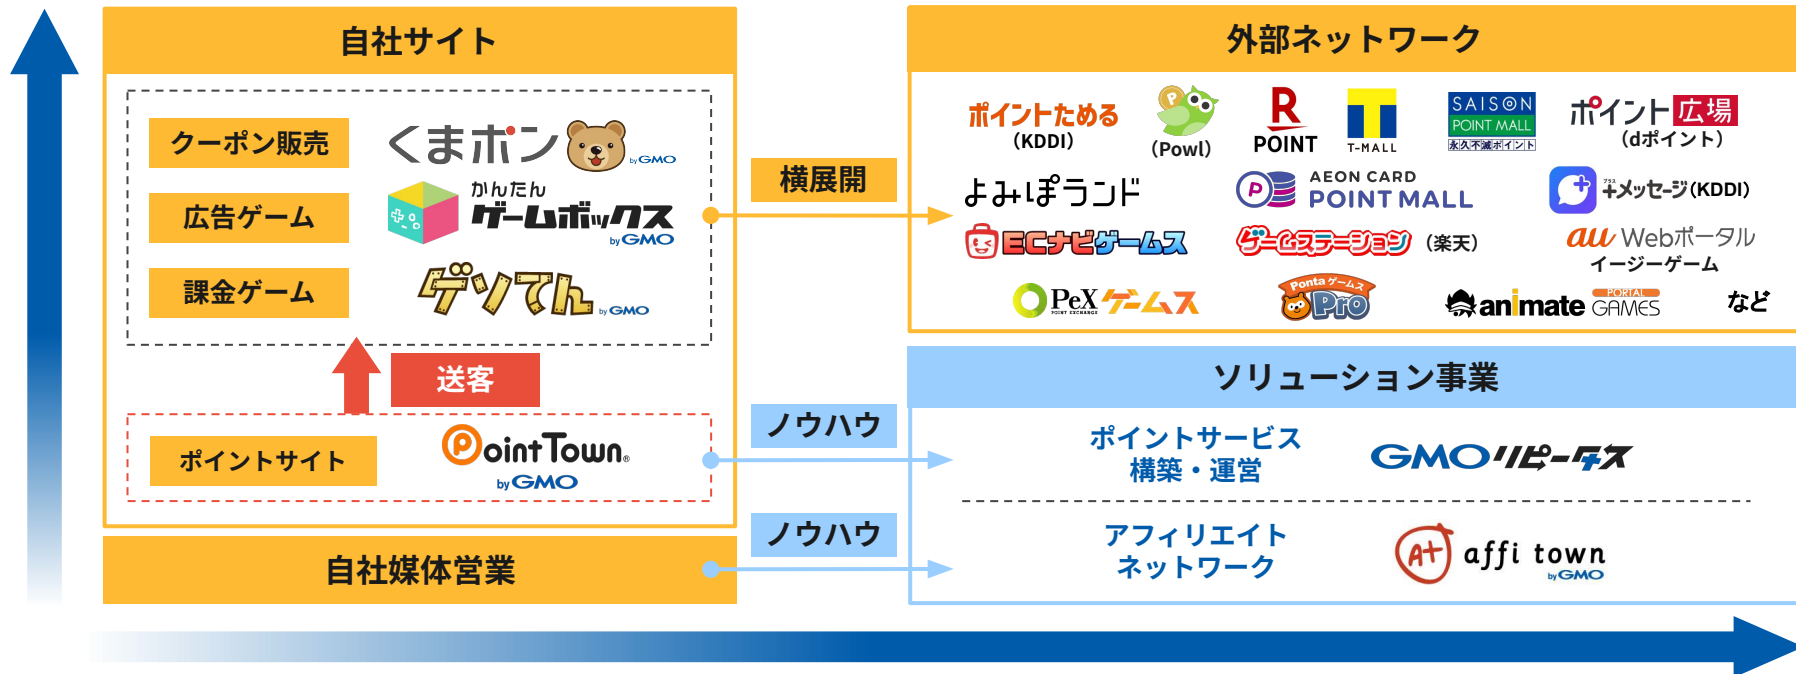 自社サイト
クーポン販売
くまポン
by GMO
広告ゲーム
かんたん
ゲームボックス
by GMO
課金ゲーム
ゲソてん
by GMO
送客
ポイントサイト
PointTown®
by GMO
自社媒体営業
横展開
ノウハウ
ノウハウ
外部ネットワーク
ポイントためる
(KDDI)
P
(Powl)
R
POINT
T
T-MALL
SAISON
POINT MALL
永久不滅ポイント
ポイント広場
(dポイント)
よみぽランド
P
AEON CARD
POINT MALL
プラス
+メッセージ(KDDI)
ECナビゲームス
ゲームステーション (楽天)
au Webポータル
イージーゲーム
PeX ゲームス
POINT EXCHANGE
Ponta ゲームス
Pro
animate PORTAL GAMES
など
ソリューション事業
ポイントサービス
構築・運営
GMOリピータス
アフィリエイト
ネットワーク
A+ affi town
by GMO